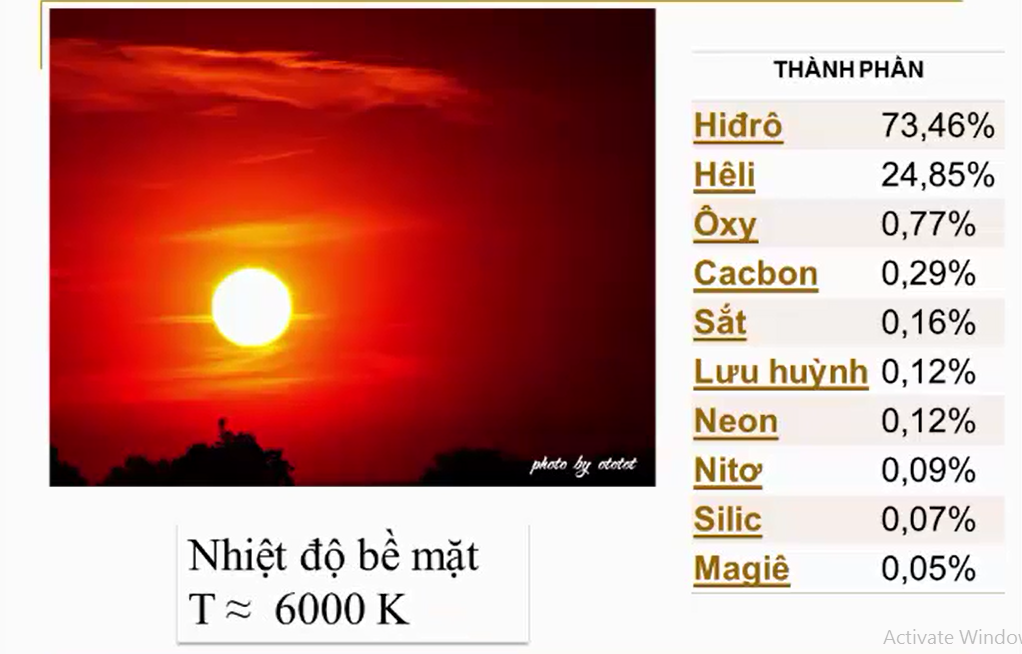 THÀNH PHẦN
Hiđrô 73,46%
Hêli 24,85%
Ôxy 0,77%
Cacbon 0,29%
Sắt 0,16%
Lưu huỳnh 0,12%
Neon 0,12%
Nitơ 0,09%
Silic 0,07%
Magiê 0,05%
photo by ototot
Nhiệt độ bề mặt
T ≈ 6000 K
Activate Window